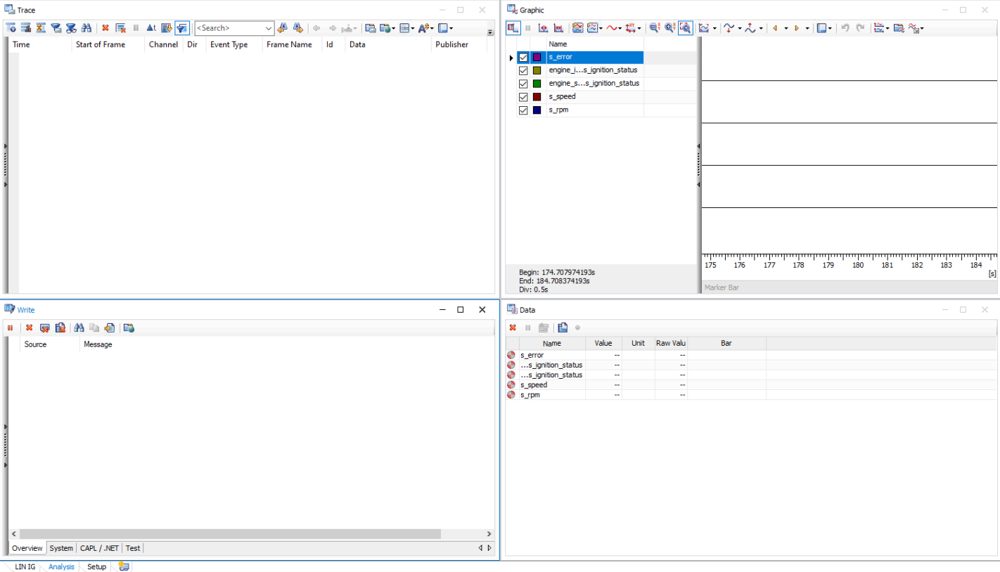 Trace
<Search>
Time Start of Frame Channel Dir Event Type Frame Name Id Data Publisher
Graphic
Name
s_error
engine_i...s_ignition_status
engine_s...s_ignition_status
s_speed
s_rpm
Begin: 174.707974193s
End: 184.708374193s
Div: 0.5s
175 176 177 178 179 180 181 182 183 184
[s]
Marker Bar
Write
Source Message
Overview System CAPL / .NET Test
Data
Name Value Unit Raw Valu Bar
s_error -- --
...s_ignition_status -- --
...s_ignition_status -- --
s_speed -- --
s_rpm -- --
LIN IG Analysis Setup